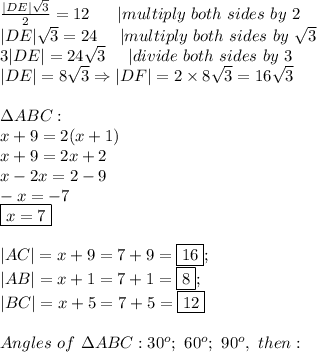 |DE|√3/2 = 12 |multiply both sides by 2
|DE|√3 = 24 |multiply both sides by √3
3|DE| = 24√3 |divide both sides by 3
|DE| = 8√3 ⇒ |DF| = 2 × 8√3 = 16√3
ΔABC :
x + 9 = 2(x + 1)
x + 9 = 2x + 2
x − 2x = 2 − 9
− x = −7
x = 7
|AC| = x + 9 = 7 + 9 = 16;
|AB| = x + 1 = 7 + 1 = 8;
|BC| = x + 5 = 7 + 5 = 12
Angles of ΔABC : 30º; 60º; 90º, then :